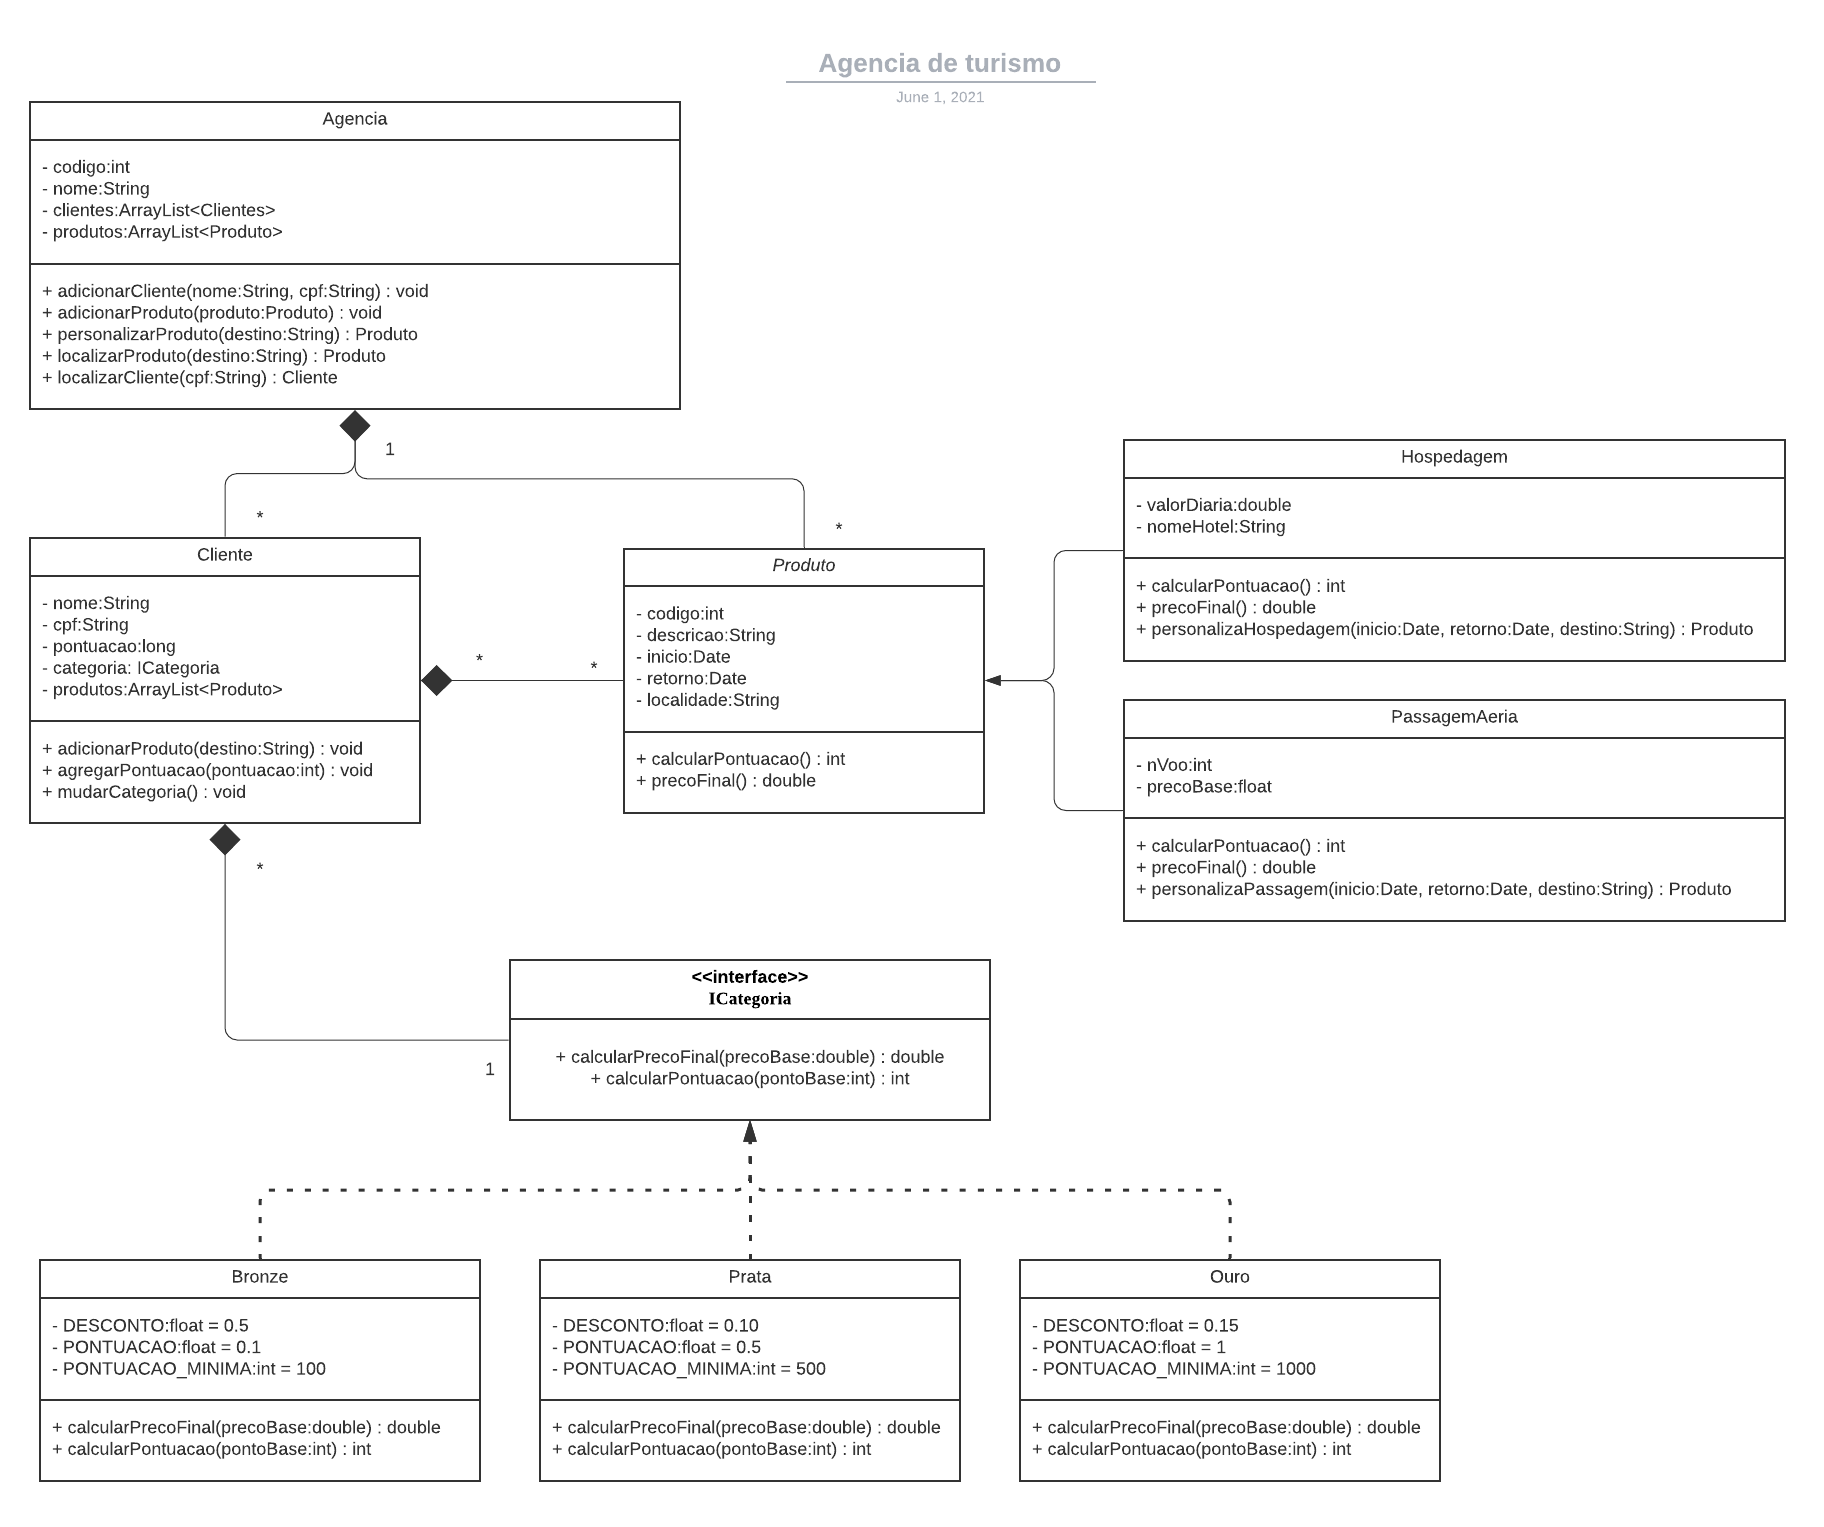 Agencia de turismo
June 1, 2021
Agencia
- codigo:int
- nome:String
- clientes:ArrayList<Clientes>
- produtos:ArrayList<Produto>
+ adicionarCliente(nome:String, cpf:String) : void
+ adicionarProduto(produto:Produto) : void
+ personalizarProduto(destino:String) : Produto
+ localizarProduto(destino:String) : Produto
+ localizarCliente(cpf:String) : Cliente
1
*
*
Cliente
- nome:String
- cpf:String
- pontuacao:long
- categoria: ICategoria
- produtos:ArrayList<Produto>
+ adicionarProduto(destino:String) : void
+ agregarPontuacao(pontuacao:int) : void
+ mudarCategoria() : void
*
*
Produto
- codigo:int
- descricao:String
- inicio:Date
- retorno:Date
- localidade:String
+ calcularPontuacao() : int
+ precoFinal() : double
Hospedagem
- valorDiaria:double
- nomeHotel:String
+ calcularPontuacao() : int
+ precoFinal() : double
+ personalizaHospedagem(inicio:Date, retorno:Date, destino:String) : Produto
PassagemAeria
- nVoo:int
- precoBase:float
+ calcularPontuacao() : int
+ precoFinal() : double
+ personalizaPassagem(inicio:Date, retorno:Date, destino:String) : Produto
*
1
<<interface>>
ICategoria
+ calcularPrecoFinal(precoBase:double) : double
+ calcularPontuacao(pontoBase:int) : int
Bronze
- DESCONTO:float = 0.5
- PONTUACAO:float = 0.1
- PONTUACAO_MINIMA:int = 100
+ calcularPrecoFinal(precoBase:double) : double
+ calcularPontuacao(pontoBase:int) : int
Prata
- DESCONTO:float = 0.10
- PONTUACAO:float = 0.5
- PONTUACAO_MINIMA:int = 500
+ calcularPrecoFinal(precoBase:double) : double
+ calcularPontuacao(pontoBase:int) : int
Ouro
- DESCONTO:float = 0.15
- PONTUACAO:float = 1
- PONTUACAO_MINIMA:int = 1000
+ calcularPrecoFinal(precoBase:double) : double
+ calcularPontuacao(pontoBase:int) : int